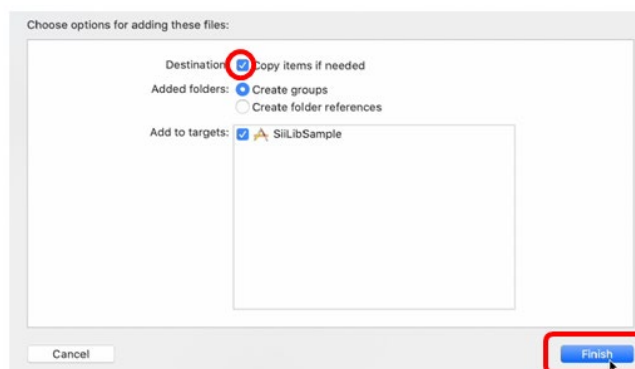 Choose options for adding these files:
Destination Copy items if needed
Added folders: Create groups
Create folder references
Add to targets: SiiLibSample
Cancel Finish